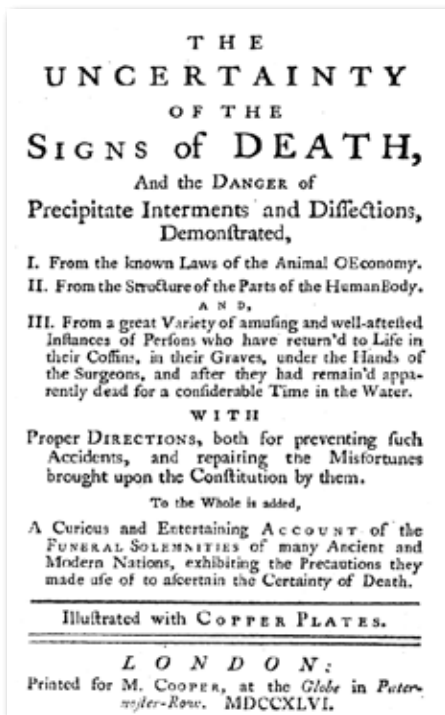 THE
UNCERTAINTY
OF THE
SIGNS of DEATH,
And the DANGER of
Precipitate Interments and Diſſections,
Demonſtrated,
I. From the known Laws of the Animal OEconomy.
II. From the Structure of the Parts of the Human Body.
AND,
III. From a great Variety of amuſing and well-atteſted
Inſtances of Perſons who have return'd to Life in
their Coffins, in their Graves, under the Hands of
the Surgeons, and after they had remain'd appa-
rently dead for a conſiderable Time in the Water.
WITH
Proper DIRECTIONS, both for preventing ſuch
Accidents, and repairing the Misfortunes
brought upon the Conſtitution by them.
To the Whole is added,
A Curious and Entertaining ACCOUNT of the
FUNERAL SOLEMNITIES of many Ancient and
Modern Nations, exhibiting the Precautions they
made uſe of to aſcertain the Certainty of Death.
Illuſtrated with COPPER PLATES.
LONDON:
Printed for M. COOPER, at the Globe in Pater-
noſter-Row. MDCCXLVI.